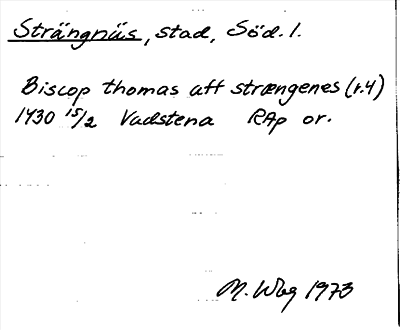 Strängnäs, stad, Söd. l.
Biscop thomas aff strængenes (r.4)
1430 15/2 Vadstena RAp or.
M. Wbg 1973